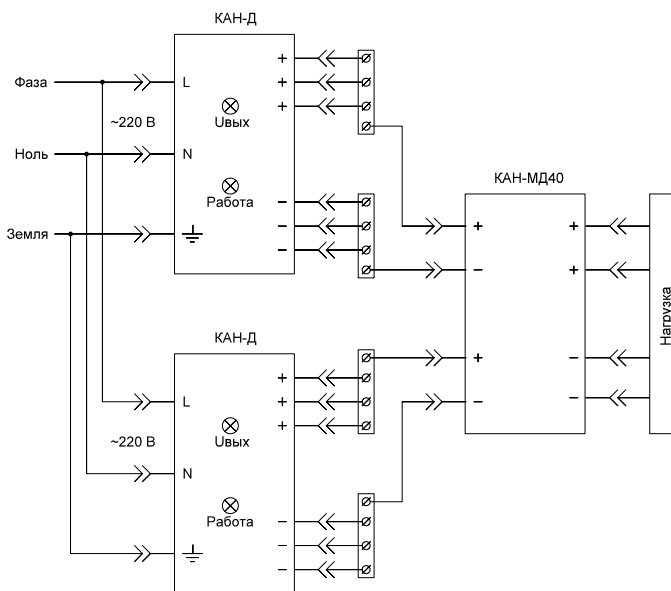 КАН-Д
Фаза
L
+
+
+
~220 В
Uвых
Ноль
N
Работа
−
−
−
Земля
КАН-МД40
+
−
+
−
+
+
−
−
Нагрузка
КАН-Д
L
+
+
+
~220 В
Uвых
N
Работа
−
−
−